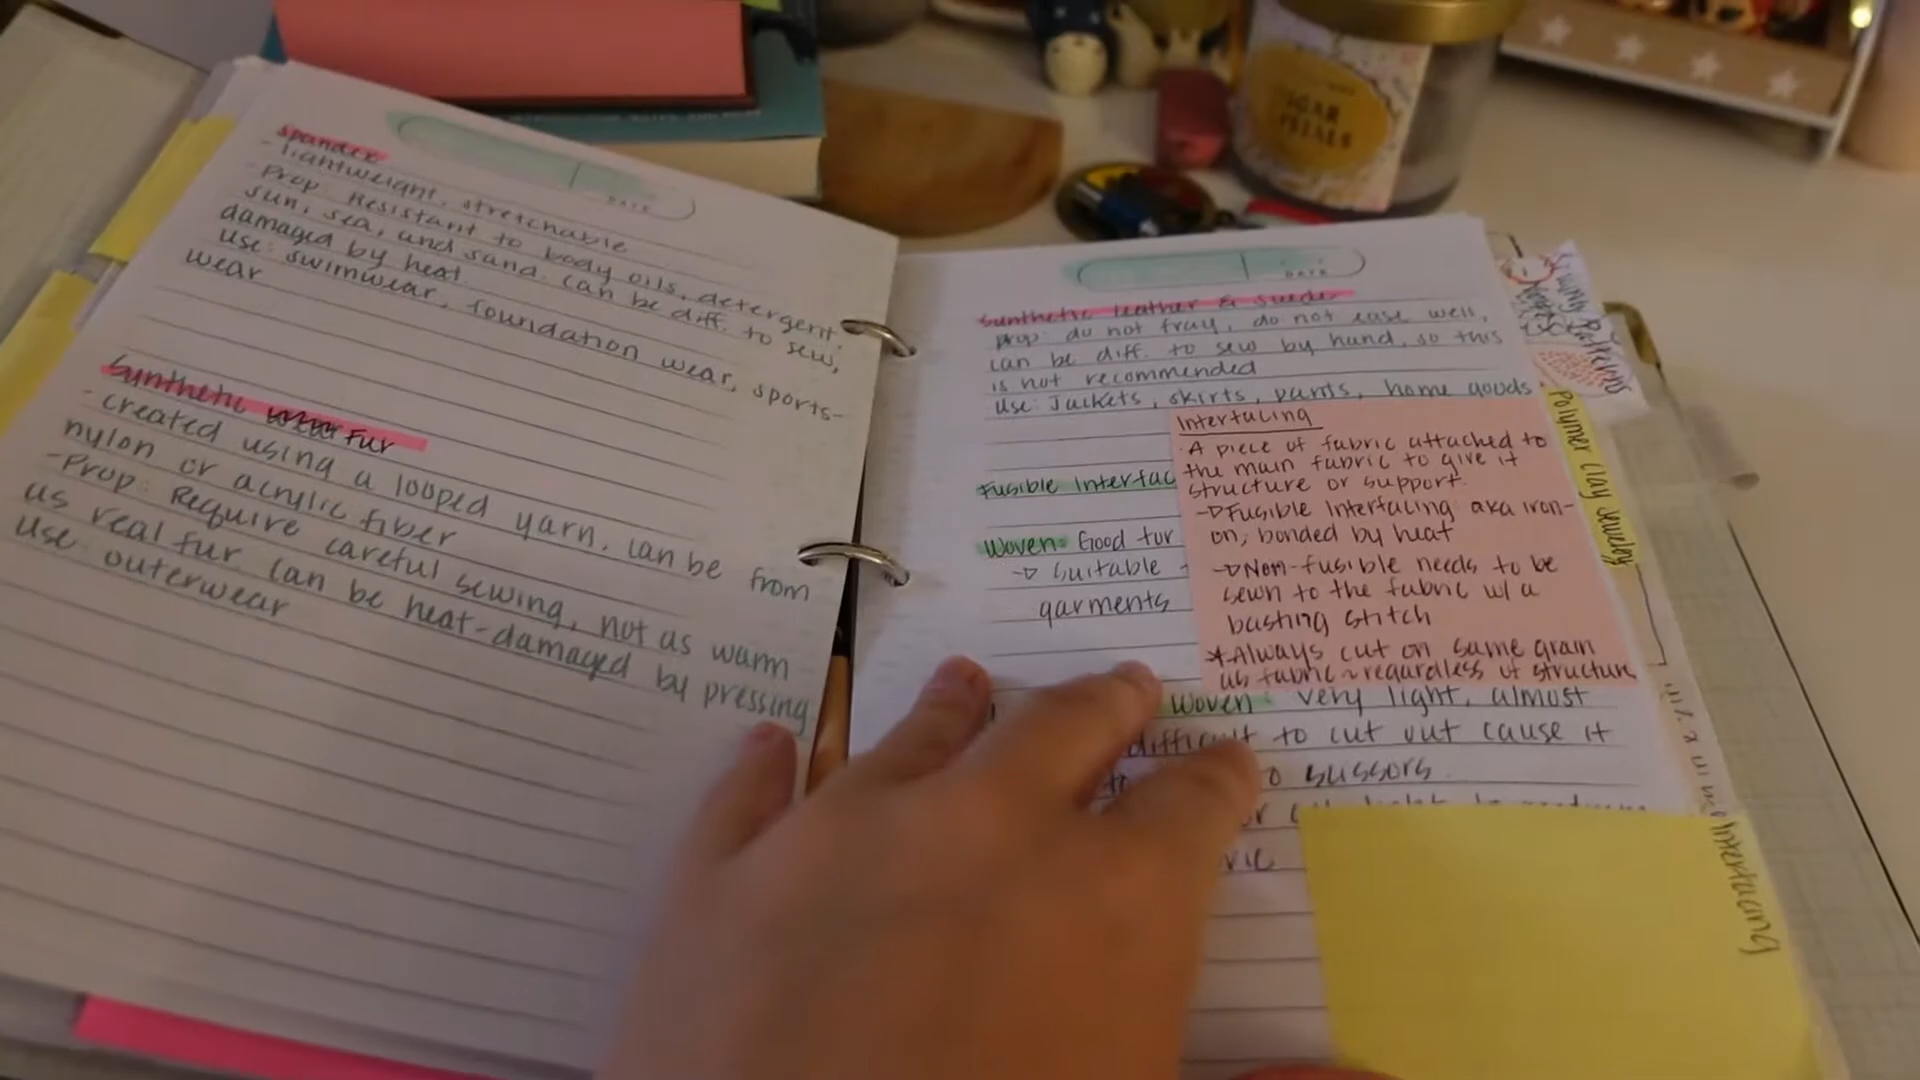 spandex
- lightweight, stretchable
- Prop: Resistant to body oils, detergent,
sun, sea, and sand. can be diff. to sew,
damaged by heat.
use: swimwear, foundation wear, sports-
wear
Synthetic Fur
- created using a looped yarn, can be from
nylon or acrylic fiber
- Prop: Require careful sewing, not as warm
as real fur. can be heat-damaged by pressing
use: outerwear
DATE
DATE
Synthetic leather & suede
prop: do not fray, do not ease well,
can be diff. to sew by hand, so this
is not recommended
use: Jackets, skirts, pants, home goods
Fusible Interfac
Woven: Good for
→ suitable
garments
Interfacing
A piece of fabric attached to
the main fabric to give it
structure or support.
→Fusible Interfacing aka iron-
on, bonded by heat
→Non-fusible needs to be
sewn to the fabric w/ a
basting stitch
*Always cut on same grain
as fabric ~ regardless of structure
Woven: very light, almost
difficult to cut out cause it
to scissors.
Sewing Patterns
Polymer clay jewelry
Interfacing
SUGAR
PETALS